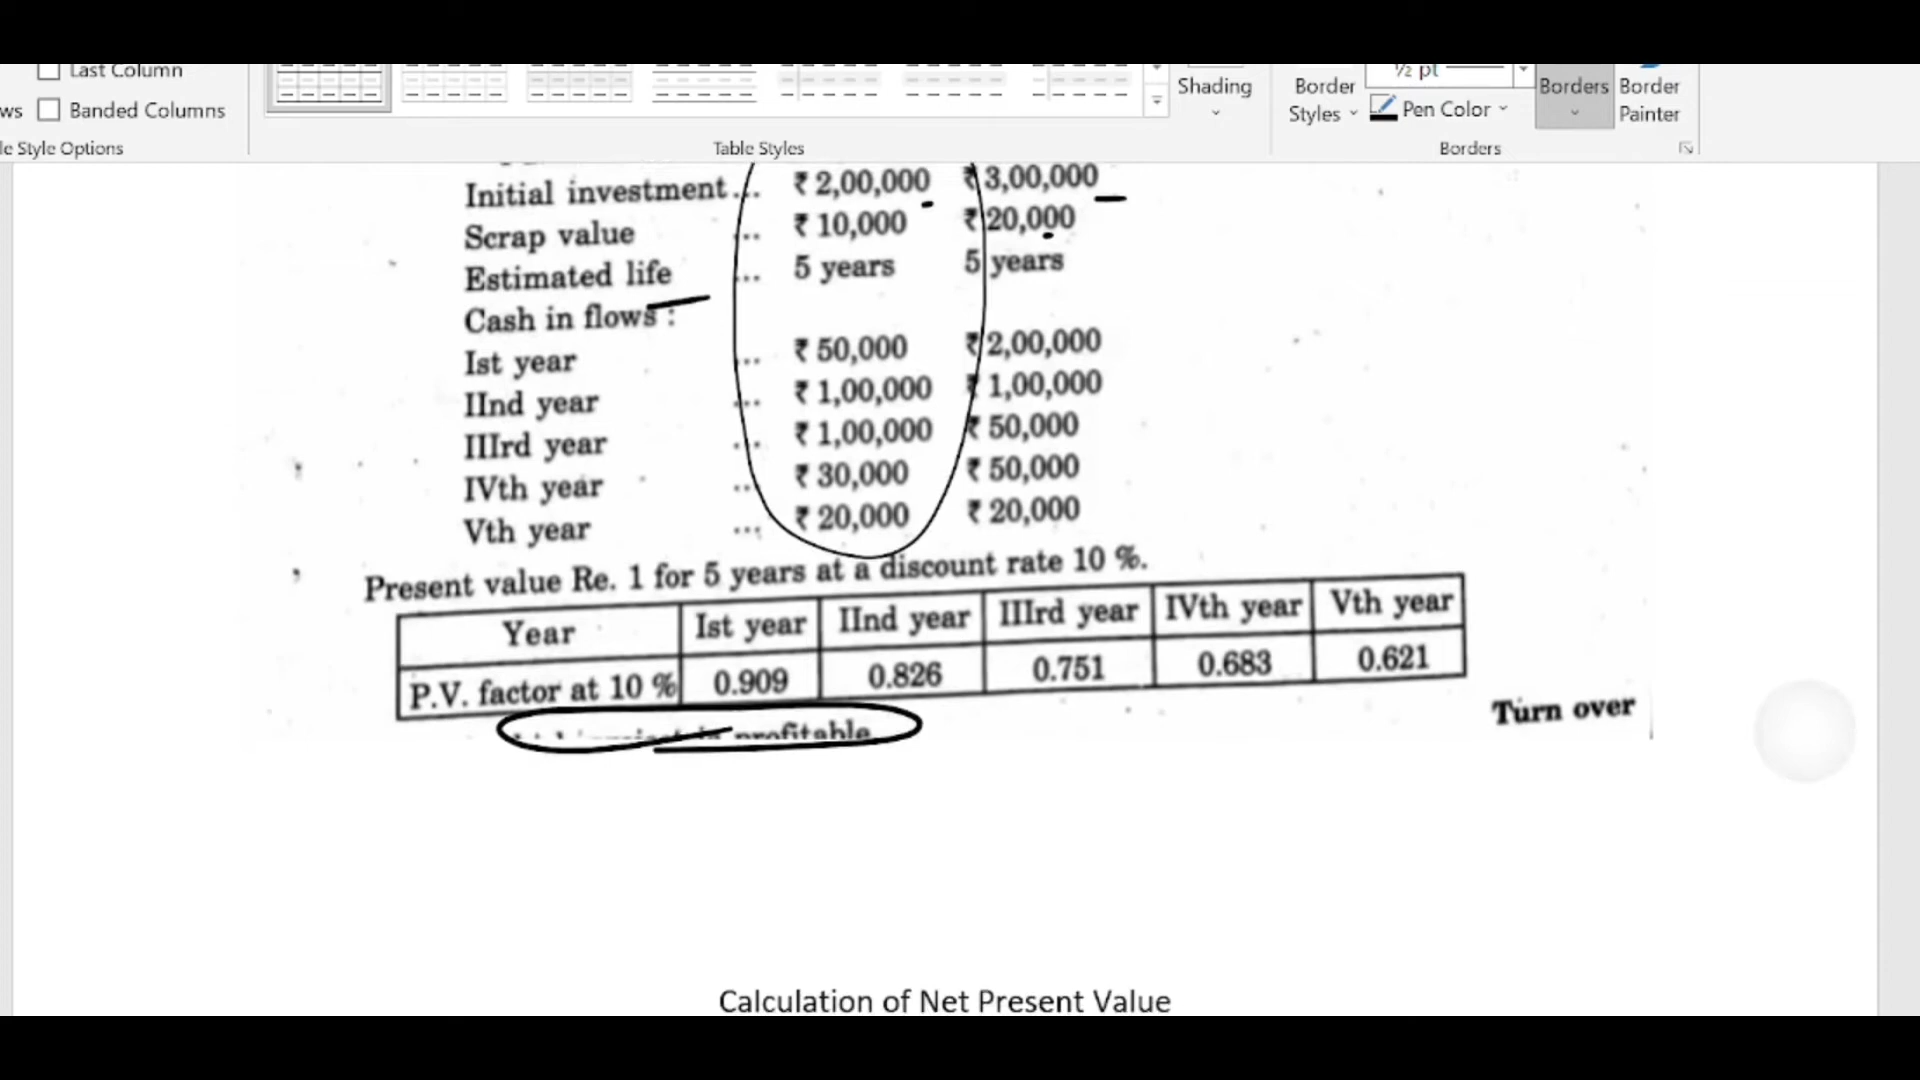 Last Column
½ pt
Shading
Border Styles
Borders
Border Painter
ws
Banded Columns
Pen Color
le Style Options
Table Styles
Borders
Initial investment ... ₹ 2,00,000 ₹ 3,00,000
Scrap value ... ₹ 10,000 ₹ 20,000
Estimated life ... 5 years 5 years
Cash in flows :
Ist year ... ₹ 50,000 ₹ 2,00,000
IInd year ... ₹ 1,00,000 ₹ 1,00,000
IIIrd year ... ₹ 1,00,000 ₹ 50,000
IVth year ... ₹ 30,000 ₹ 50,000
Vth year ... ₹ 20,000 ₹ 20,000
Present value Re. 1 for 5 years at a discount rate 10 %.
Year Ist year IInd year IIIrd year IVth year Vth year
P.V. factor at 10 % 0.909 0.826 0.751 0.683 0.621
profitable
Turn over
Calculation of Net Present Value